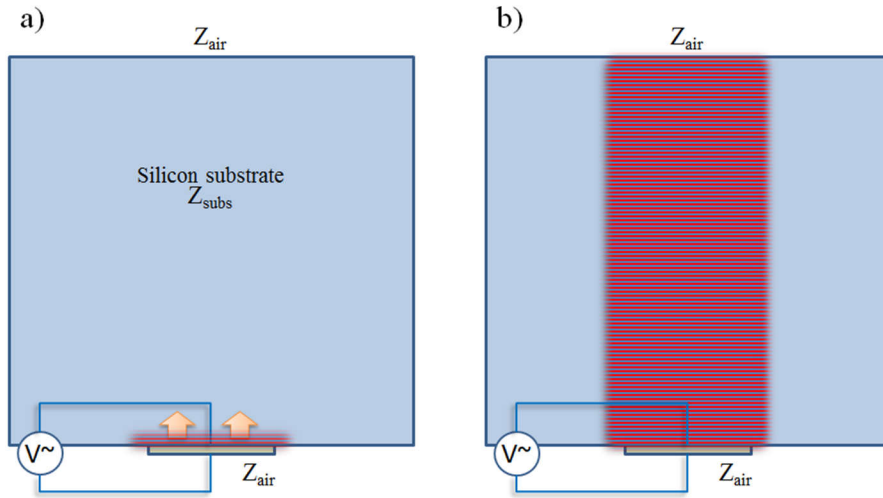 a)
Z_air
Silicon substrate
Z_subs
V~
Z_air
b)
Z_air
V~
Z_air